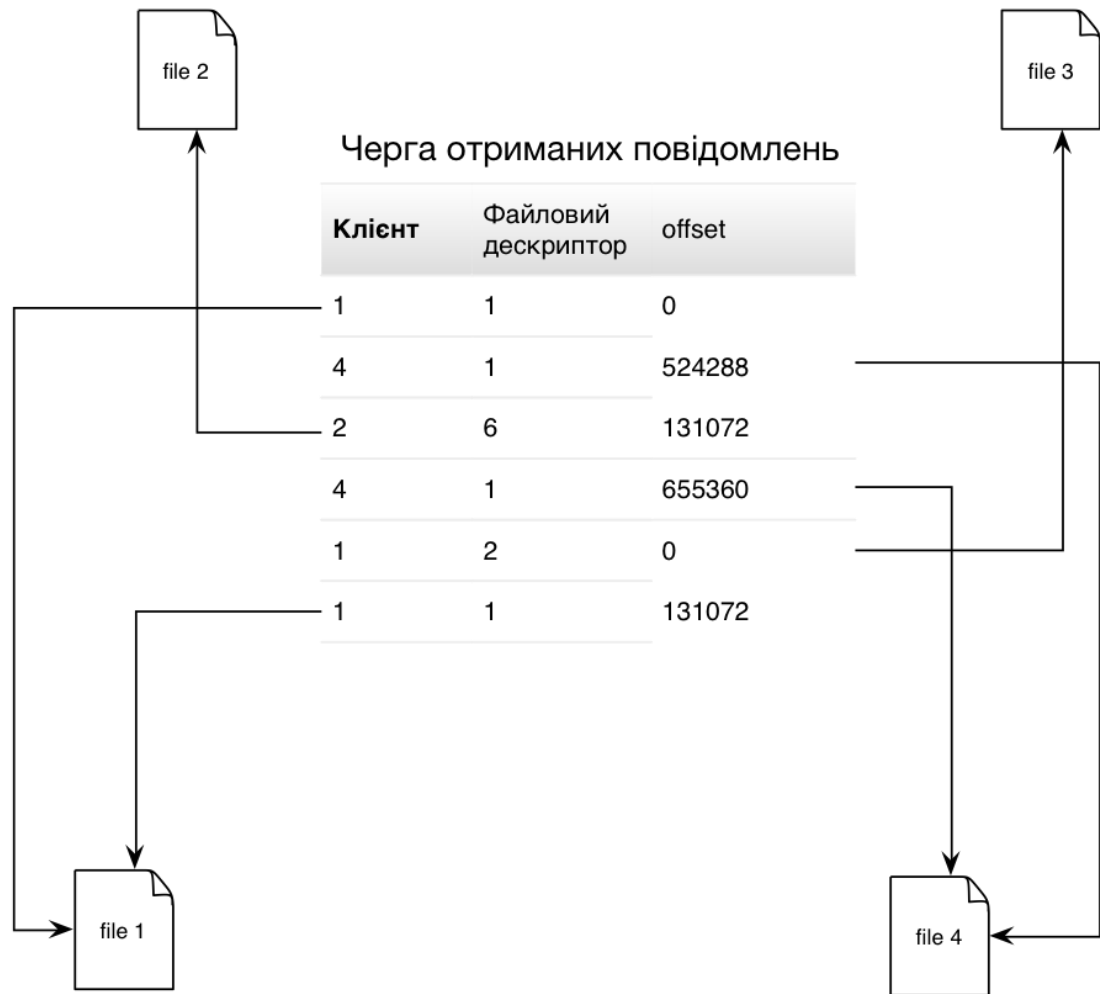 file 2
file 3
Черга отриманих повідомлень
Клієнт Файловий дескриптор offset
1 1 0
4 1 524288
2 6 131072
4 1 655360
1 2 0
1 1 131072
file 1
file 4